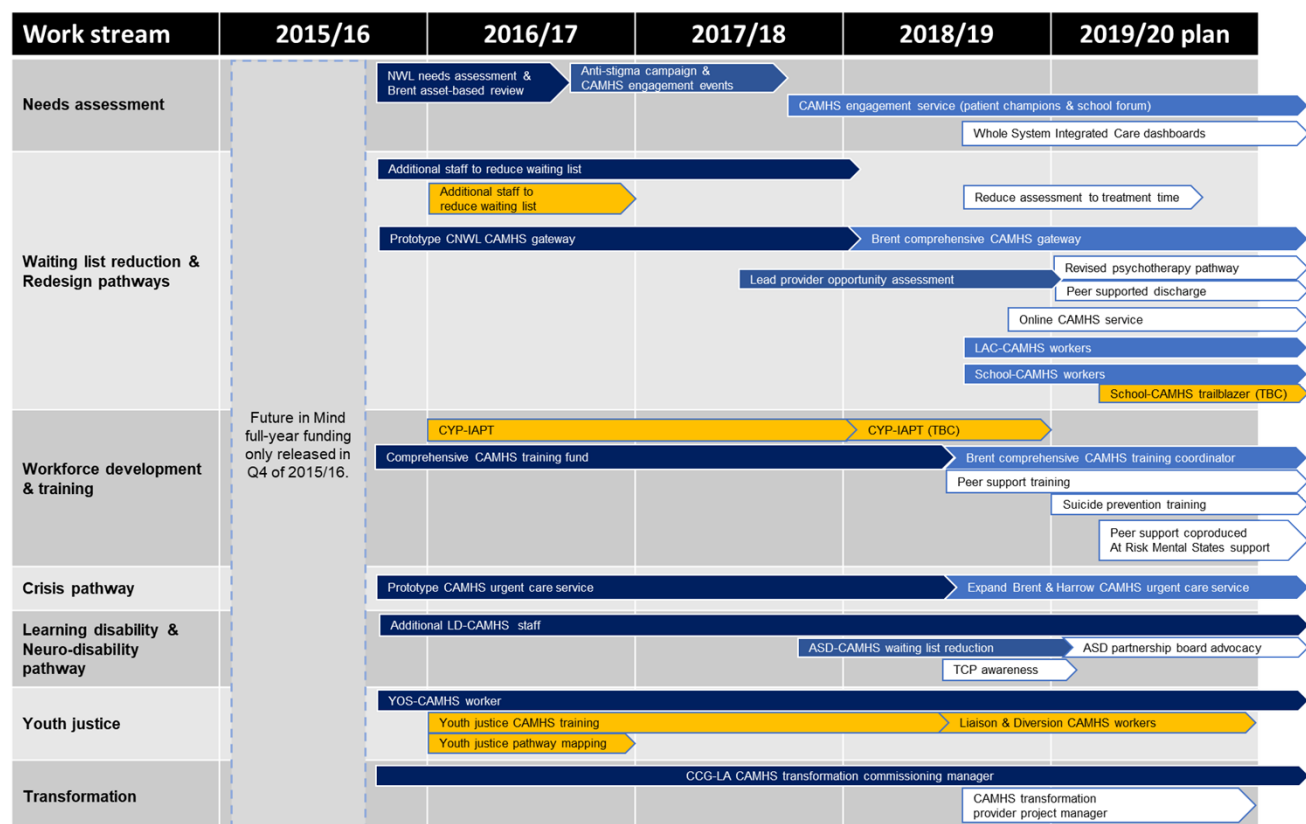 Work stream
2015/16
2016/17
2017/18
2018/19
2019/20 plan
Needs assessment
NWL needs assessment &
Brent asset-based review
Anti-stigma campaign &
CAMHS engagement events
CAMHS engagement service (patient champions & school forum)
Whole System Integrated Care dashboards
Waiting list reduction &
Redesign pathways
Additional staff to reduce waiting list
Additional staff to
reduce waiting list
Reduce assessment to treatment time
Prototype CNWL CAMHS gateway
Brent comprehensive CAMHS gateway
Lead provider opportunity assessment
Revised psychotherapy pathway
Peer supported discharge
Online CAMHS service
LAC-CAMHS workers
School-CAMHS workers
School-CAMHS trailblazer (TBC)
Future in Mind
full-year funding
only released in
Q4 of 2015/16.
Workforce development
& training
CYP-IAPT
CYP-IAPT (TBC)
Comprehensive CAMHS training fund
Brent comprehensive CAMHS training coordinator
Peer support training
Suicide prevention training
Peer support coproduced
At Risk Mental States support
Crisis pathway
Prototype CAMHS urgent care service
Expand Brent & Harrow CAMHS urgent care service
Learning disability &
Neuro-disability
pathway
Additional LD-CAMHS staff
ASD-CAMHS waiting list reduction
ASD partnership board advocacy
TCP awareness
Youth justice
YOS-CAMHS worker
Youth justice CAMHS training
Liaison & Diversion CAMHS workers
Youth justice pathway mapping
Transformation
CCG-LA CAMHS transformation commissioning manager
CAMHS transformation
provider project manager